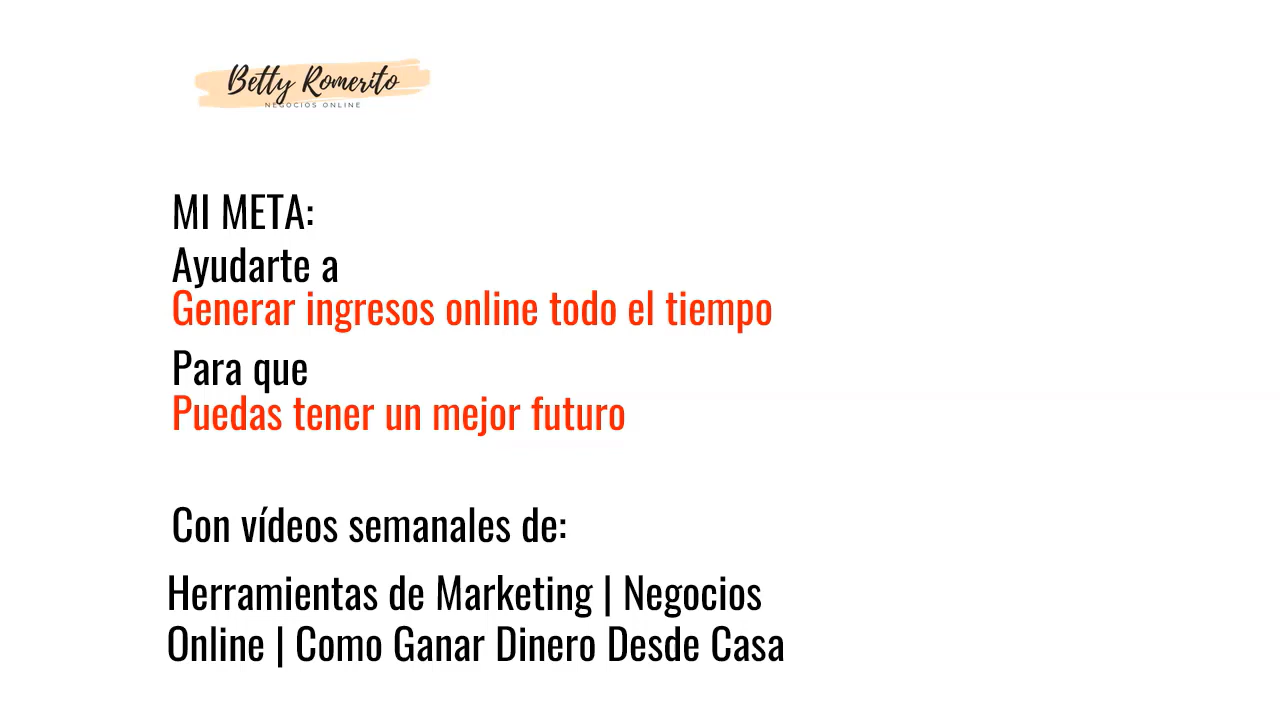 Betty Romerito
NEGOCIOS ONLINE
MI META:
Ayudarte a
Generar ingresos online todo el tiempo
Para que
Puedas tener un mejor futuro
Con vídeos semanales de:
Herramientas de Marketing | Negocios
Online | Como Ganar Dinero Desde Casa